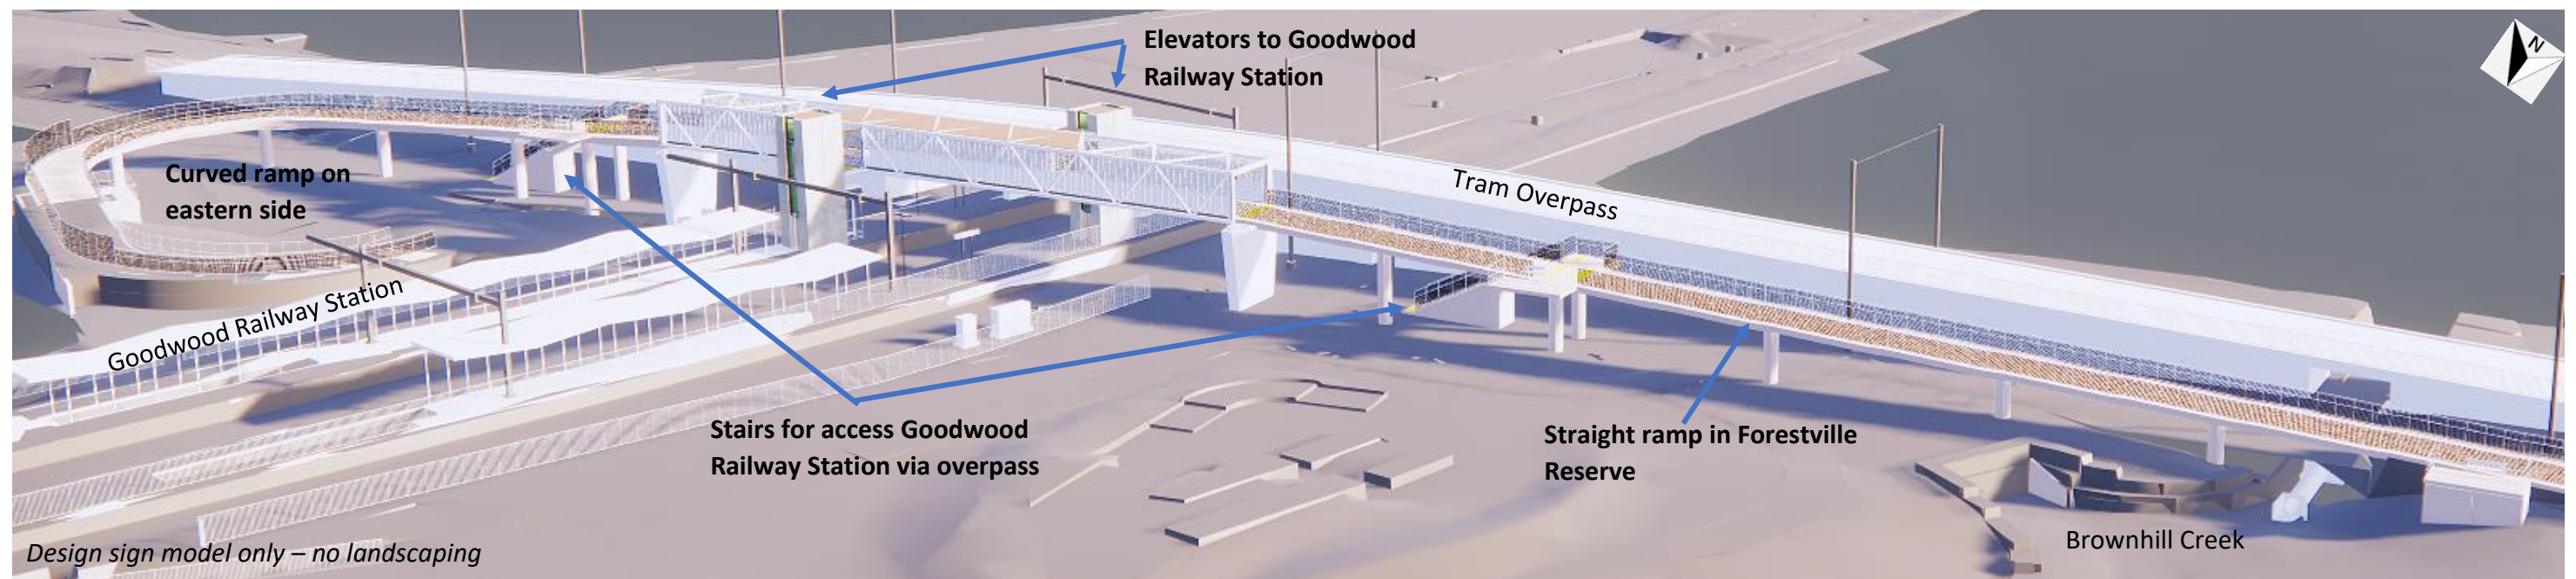 Elevators to Goodwood
Railway Station
N
Curved ramp on
eastern side
Tram Overpass
Goodwood Railway Station
Stairs for access Goodwood
Railway Station via overpass
Straight ramp in Forestville
Reserve
Brownhill Creek
Design sign model only – no landscaping